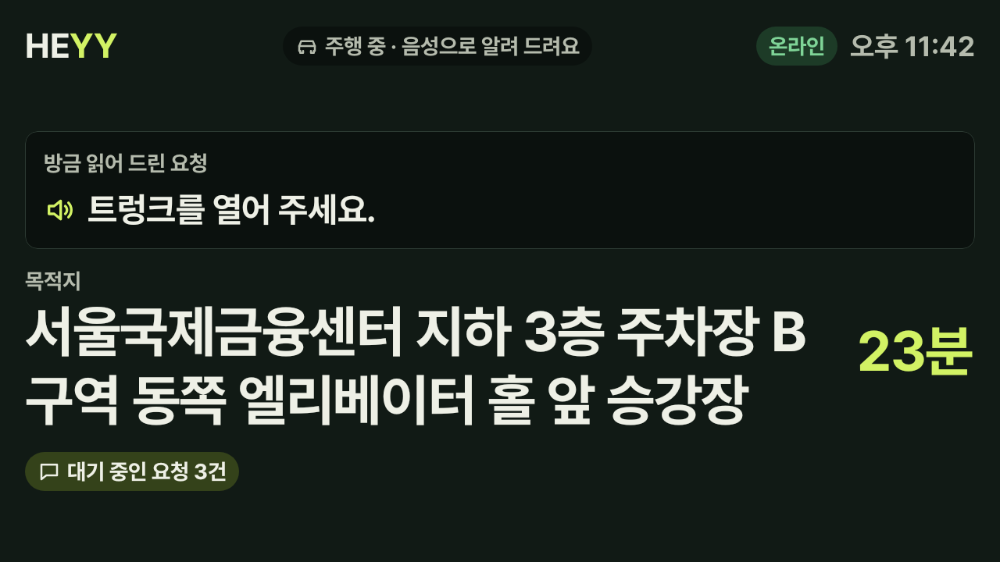 HEYY
주행 중 · 음성으로 알려 드려요
온라인
오후 11:42
방금 읽어 드린 요청
트렁크를 열어 주세요.
목적지
서울국제금융센터 지하 3층 주차장 B
구역 동쪽 엘리베이터 홀 앞 승강장
23분
대기 중인 요청 3건